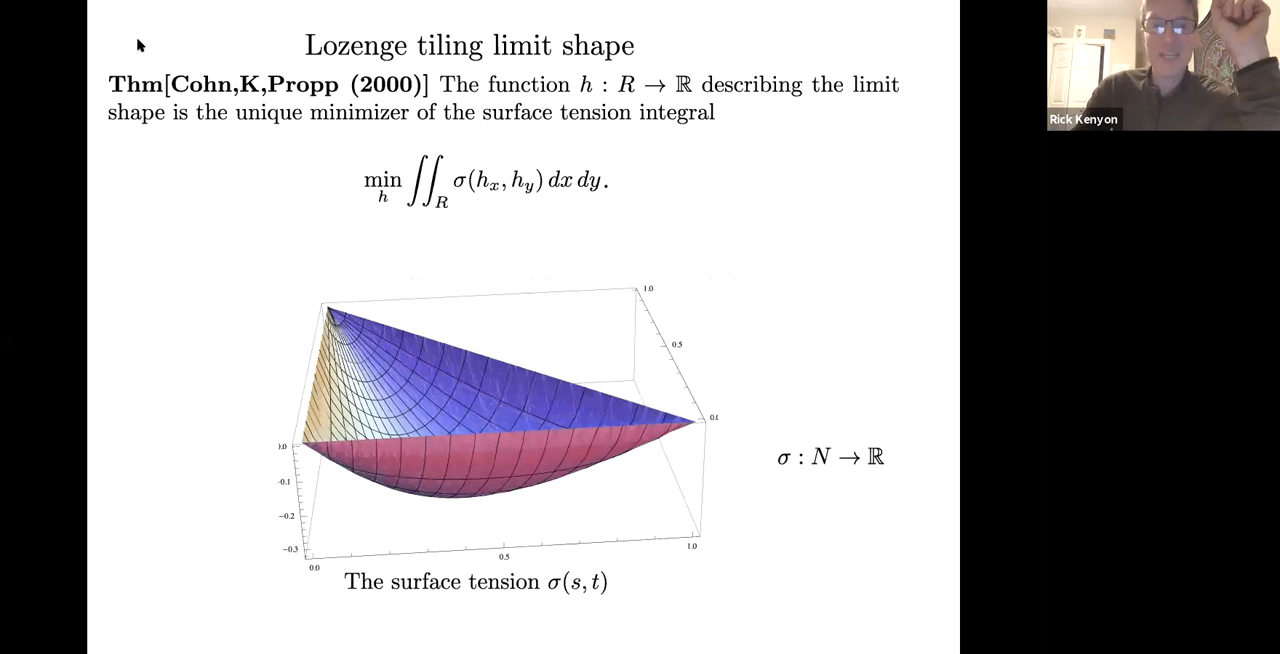 Lozenge tiling limit shape
Thm[Cohn,K,Propp (2000)] The function h : R → ℝ describing the limit
shape is the unique minimizer of the surface tension integral
min_h ∬_R σ(h_x, h_y) dx dy.
1.0
0.5
0.0
-0.1
-0.2
-0.3
0.0
0.5
1.0
σ : N → ℝ
The surface tension σ(s, t)
Rick Kenyon